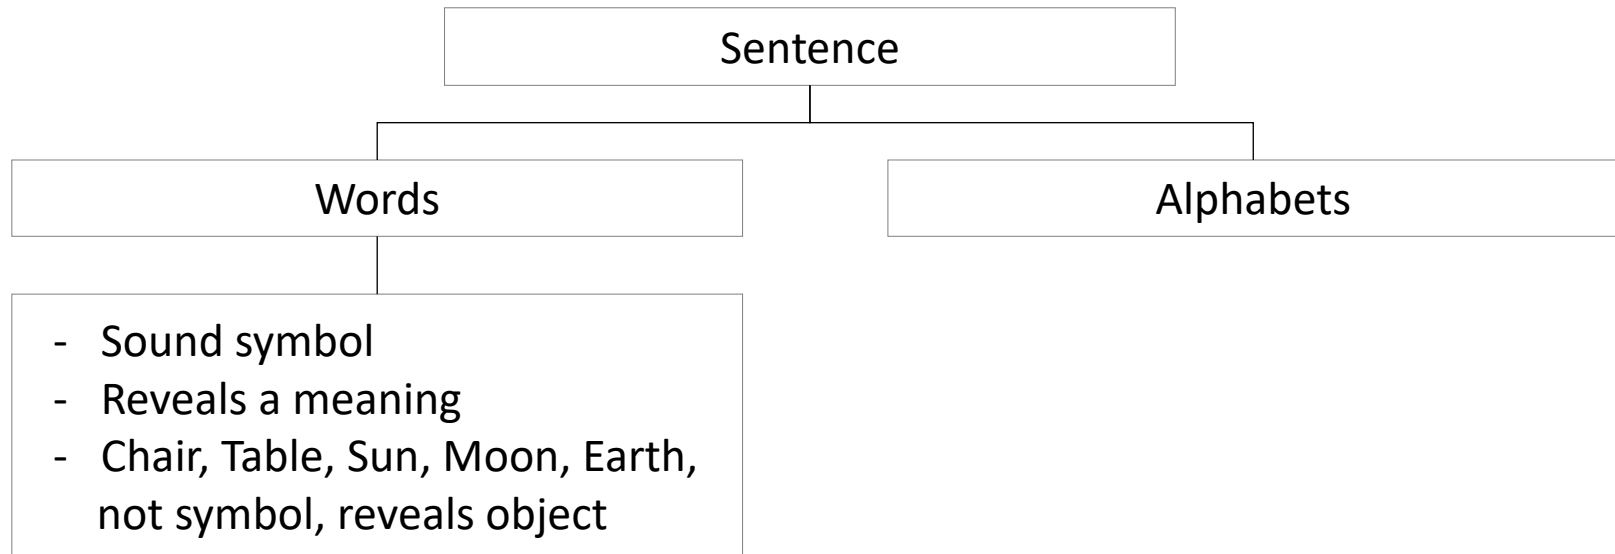 Sentence
Words
Alphabets
- Sound symbol
- Reveals a meaning
- Chair, Table, Sun, Moon, Earth,
not symbol, reveals object